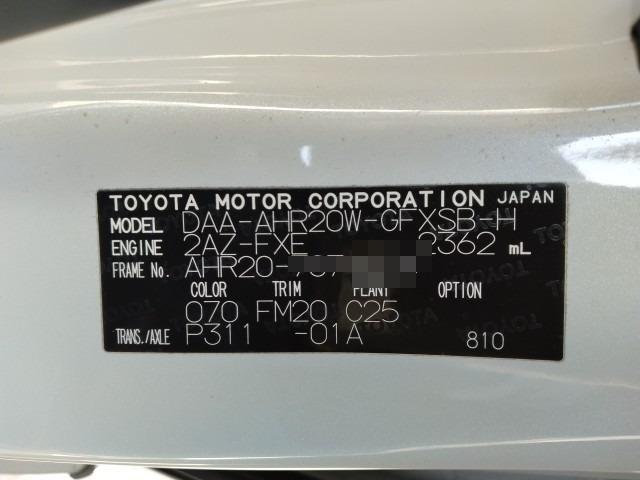 TOYOTA MOTOR CORPORATION JAPAN
MODEL DAA-AHR20W-GFXSB-H
ENGINE 2AZ-FXE 2362 mL
FRAME No. AHR20-707
COLOR TRIM PLANT OPTION
070 FM20 C25
TRANS./AXLE P311 -01A 810